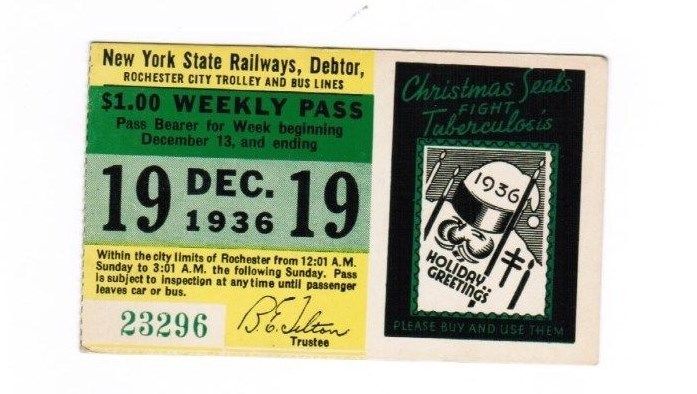 New York State Railways, Debtor,
ROCHESTER CITY TROLLEY AND BUS LINES
$1.00 WEEKLY PASS
Pass Bearer for Week beginning
December 13, and ending
19 DEC. 1936 19
Within the city limits of Rochester from 12:01 A.M.
Sunday to 3:01 A.M. the following Sunday. Pass
is subject to inspection at any time until passenger
leaves car or bus.
23296
B.E. Tilton
Trustee
Christmas Seals
FIGHT
Tuberculosis
1936
HOLIDAY..
GREETINGS
PLEASE BUY AND USE THEM